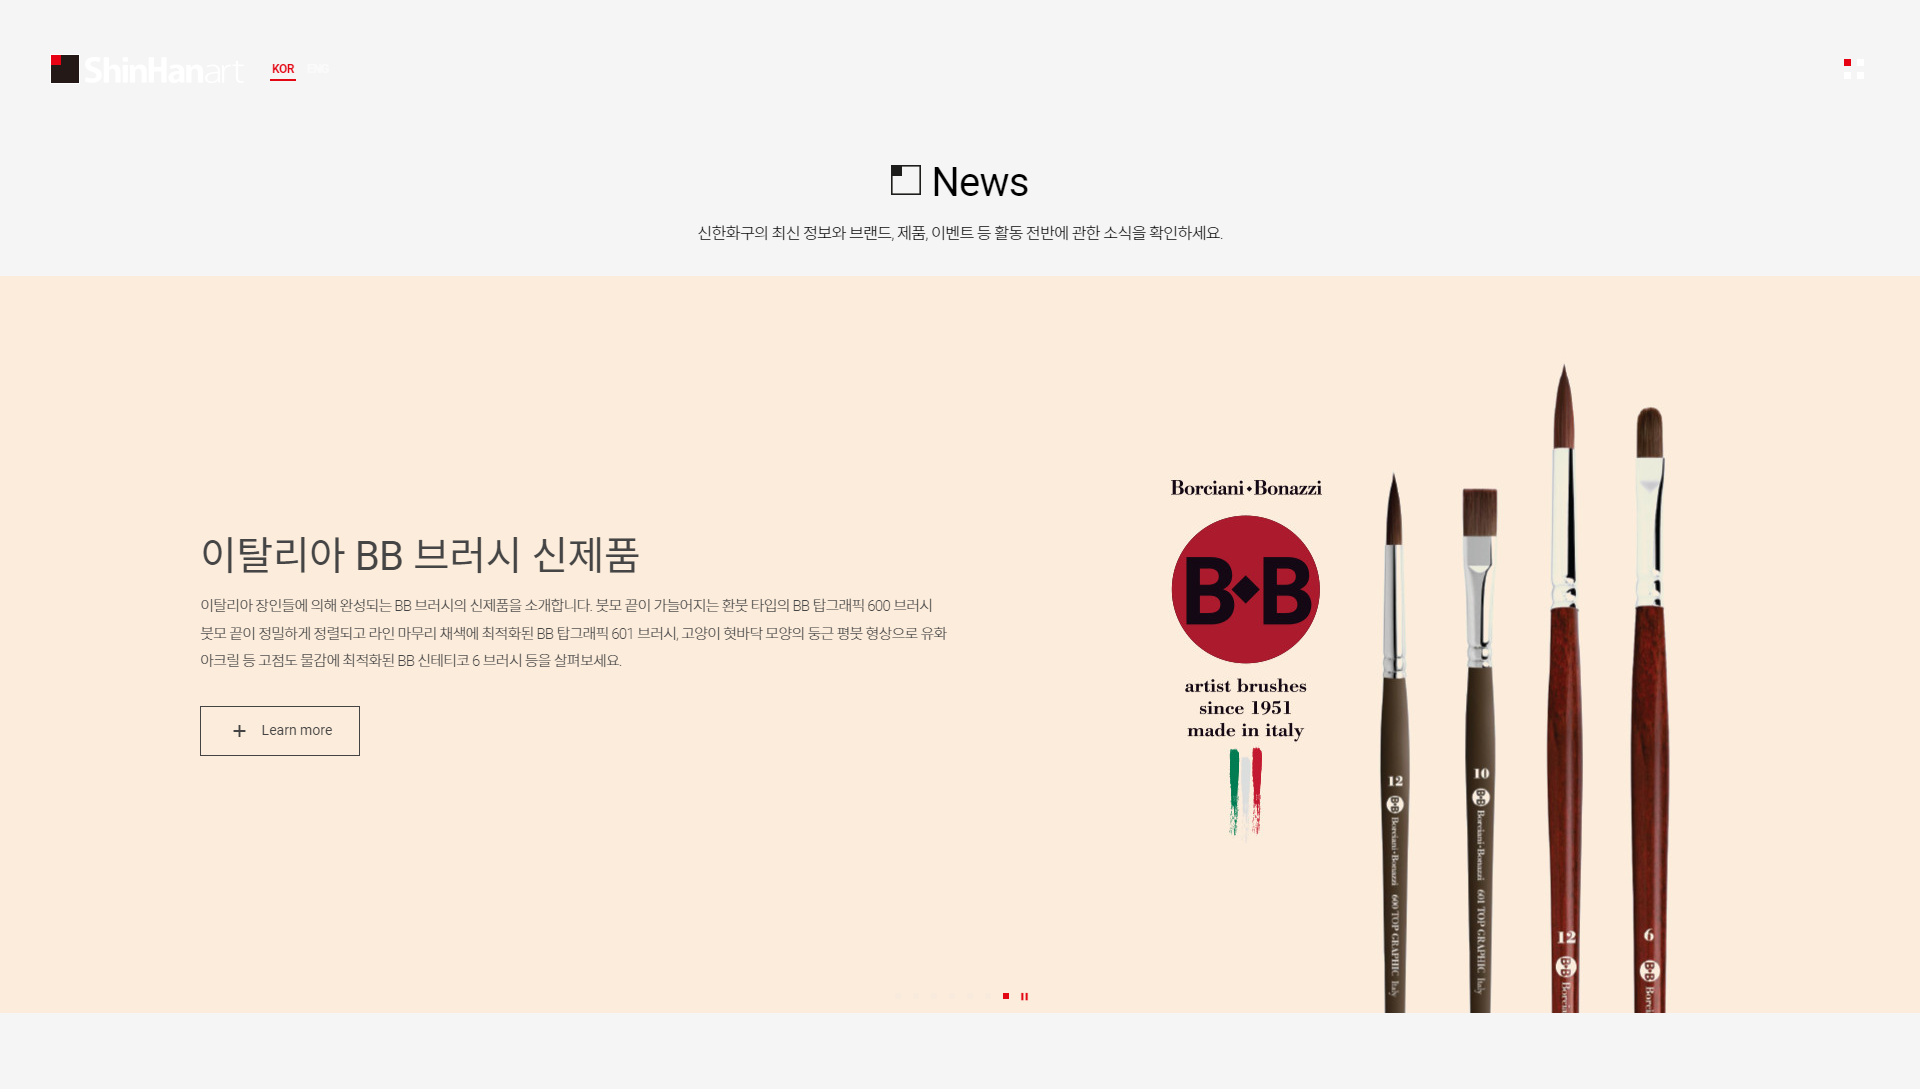 ShinHanart
KOR
ENG
News
신한화구의 최신 정보와 브랜드, 제품, 이벤트 등 활동 전반에 관한 소식을 확인하세요.
이탈리아 BB 브러시 신제품
이탈리아 장인들에 의해 완성되는 BB 브러시의 신제품을 소개합니다. 붓모 끝이 가늘어지는 환붓 타입의 BB 탑그래픽 600 브러시
붓모 끝이 정밀하게 정렬되고 라인 마무리 채색에 최적화된 BB 탑그래픽 601 브러시, 고양이 혓바닥 모양의 둥근 평붓 형상으로 유화
아크릴 등 고점도 물감에 최적화된 BB 신테티코 6 브러시 등을 살펴보세요.
+ Learn more
Borciani◆Bonazzi
B◆B
artist brushes
since 1951
made in italy
12 B◆B Borciani◆Bonazzi 600 TOP GRAPHIC Italy
10 B◆B Borciani◆Bonazzi 601 TOP GRAPHIC Italy
12 B◆B Borciani
6 B◆B Borciani